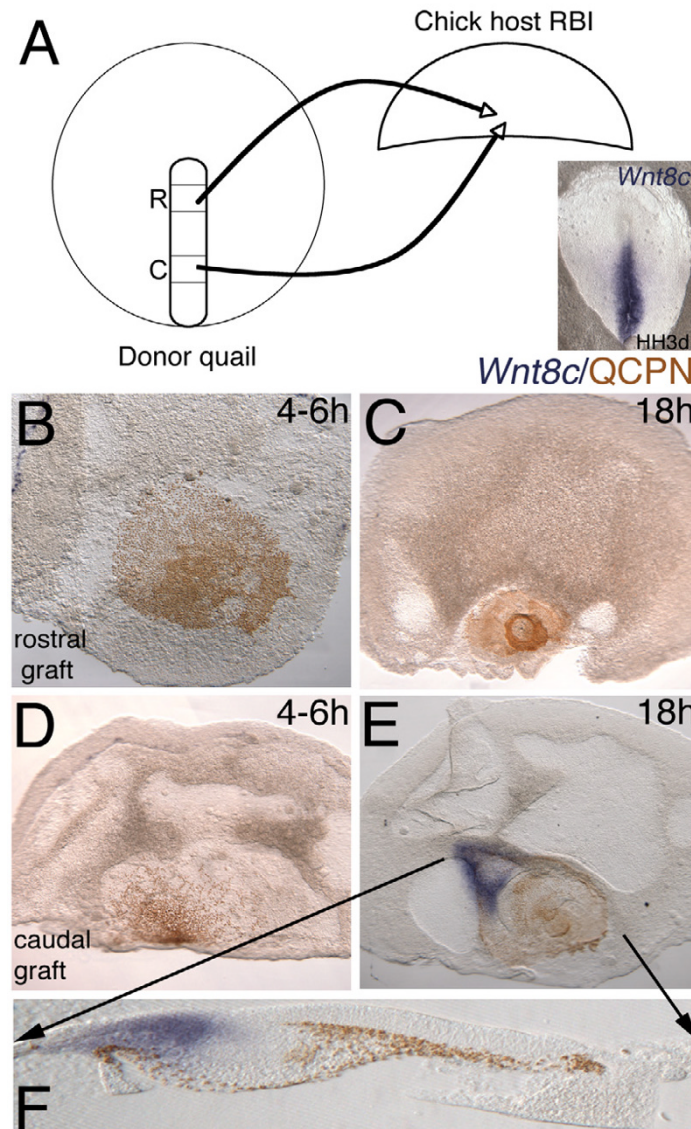 A
Chick host RBI
R
C
Donor quail
Wnt8c
HH3d
Wnt8c/QCPN
B
4-6h
rostral
graft
C
18h
D
4-6h
caudal
graft
E
18h
F